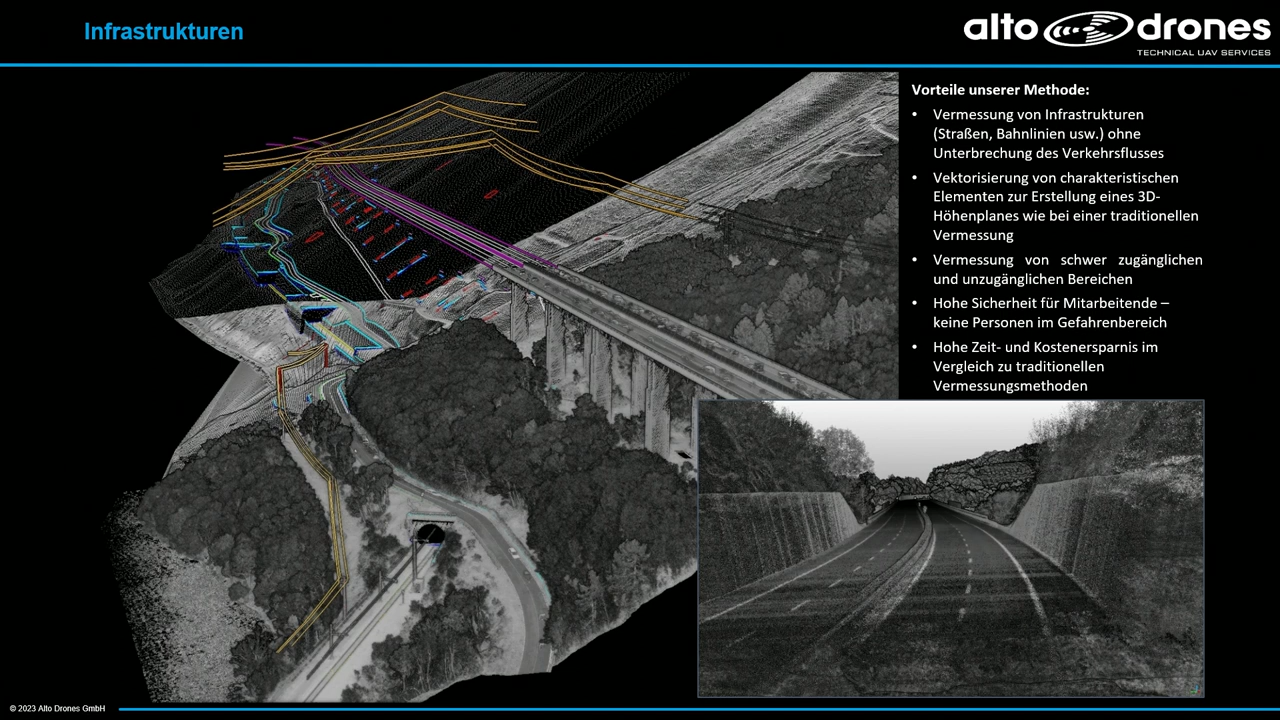 Infrastrukturen
alto drones
TECHNICAL UAV SERVICES
Vorteile unserer Methode:
• Vermessung von Infrastrukturen
(Straßen, Bahnlinien usw.) ohne
Unterbrechung des Verkehrsflusses
• Vektorisierung von charakteristischen
Elementen zur Erstellung eines 3D-
Höhenplanes wie bei einer traditionellen
Vermessung
• Vermessung von schwer zugänglichen
und unzugänglichen Bereichen
• Hohe Sicherheit für Mitarbeitende –
keine Personen im Gefahrenbereich
• Hohe Zeit- und Kostenersparnis im
Vergleich zu traditionellen
Vermessungsmethoden
© 2023 Alto Drones GmbH